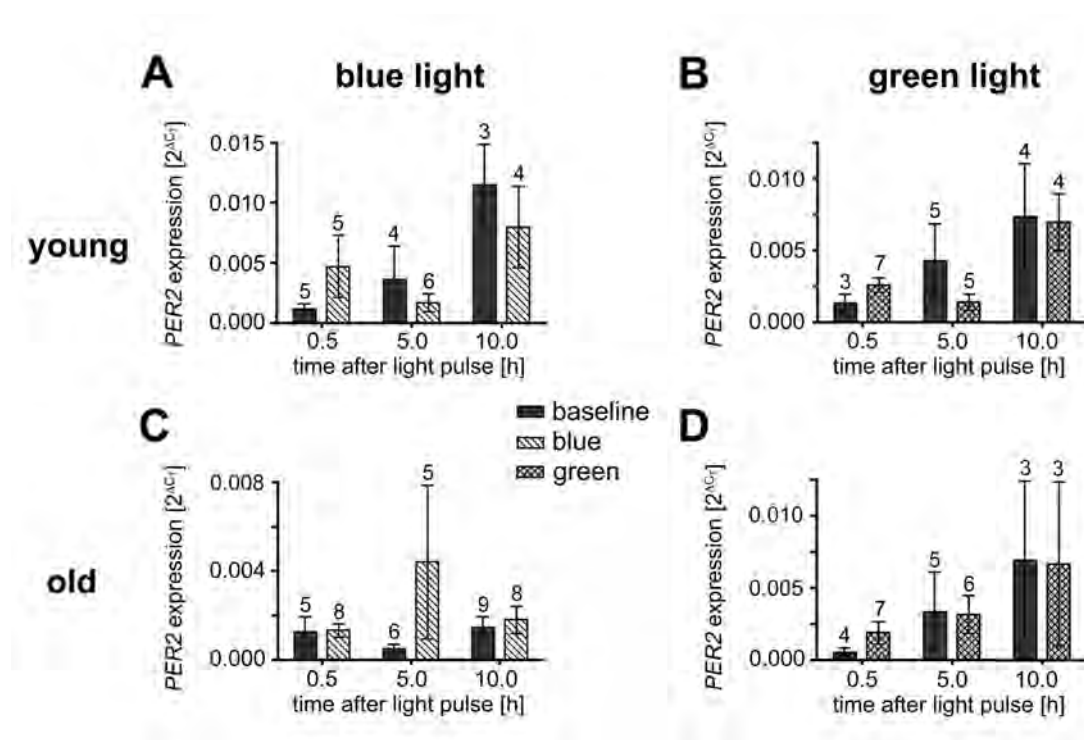 A blue light
B green light
young
PER2 expression [2^ΔCT]
0.015
0.010
0.005
0.000
5
5
4
6
3
4
0.5 5.0 10.0
time after light pulse [h]
PER2 expression [2^ΔCT]
0.010
0.005
0.000
3
7
5
5
4
4
0.5 5.0 10.0
time after light pulse [h]
baseline
blue
green
old
C
PER2 expression [2^ΔCT]
0.008
0.004
0.000
5
8
6
5
9
8
0.5 5.0 10.0
time after light pulse [h]
D
PER2 expression [2^ΔCT]
0.010
0.005
0.000
4
7
5
6
3
3
0.5 5.0 10.0
time after light pulse [h]